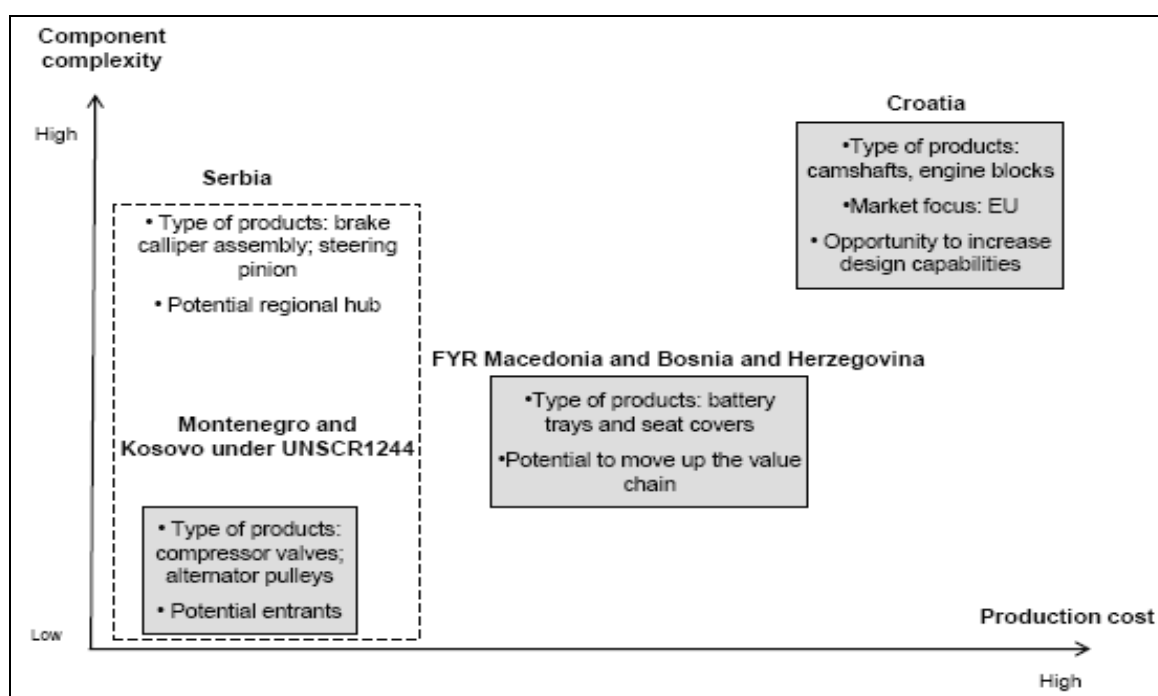 Component
complexity
High
Croatia
•Type of products:
camshafts, engine blocks
•Market focus: EU
• Opportunity to increase
design capabilities
Serbia
• Type of products: brake
calliper assembly; steering
pinion
• Potential regional hub
FYR Macedonia and Bosnia and Herzegovina
•Type of products: battery
trays and seat covers
•Potential to move up the value
chain
Montenegro and
Kosovo under UNSCR1244
• Type of products:
compressor valves;
alternator pulleys
• Potential entrants
Low
Production cost
High